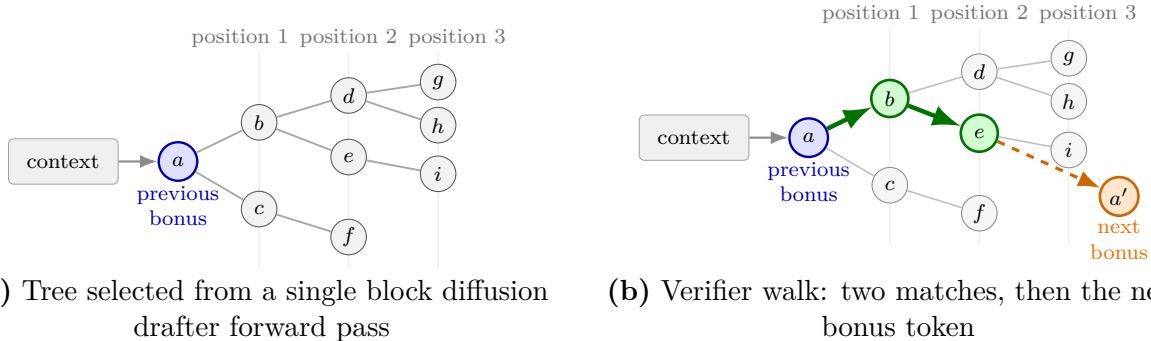 position 1 position 2 position 3
g
d
b
h
context
a
e
i
previous
bonus
c
f
) Tree selected from a single block diffusion
drafter forward pass
position 1 position 2 position 3
g
d
b
h
context
a
e
i
previous
bonus
c
a′
f
next
bonus
(b) Verifier walk: two matches, then the ne
bonus token